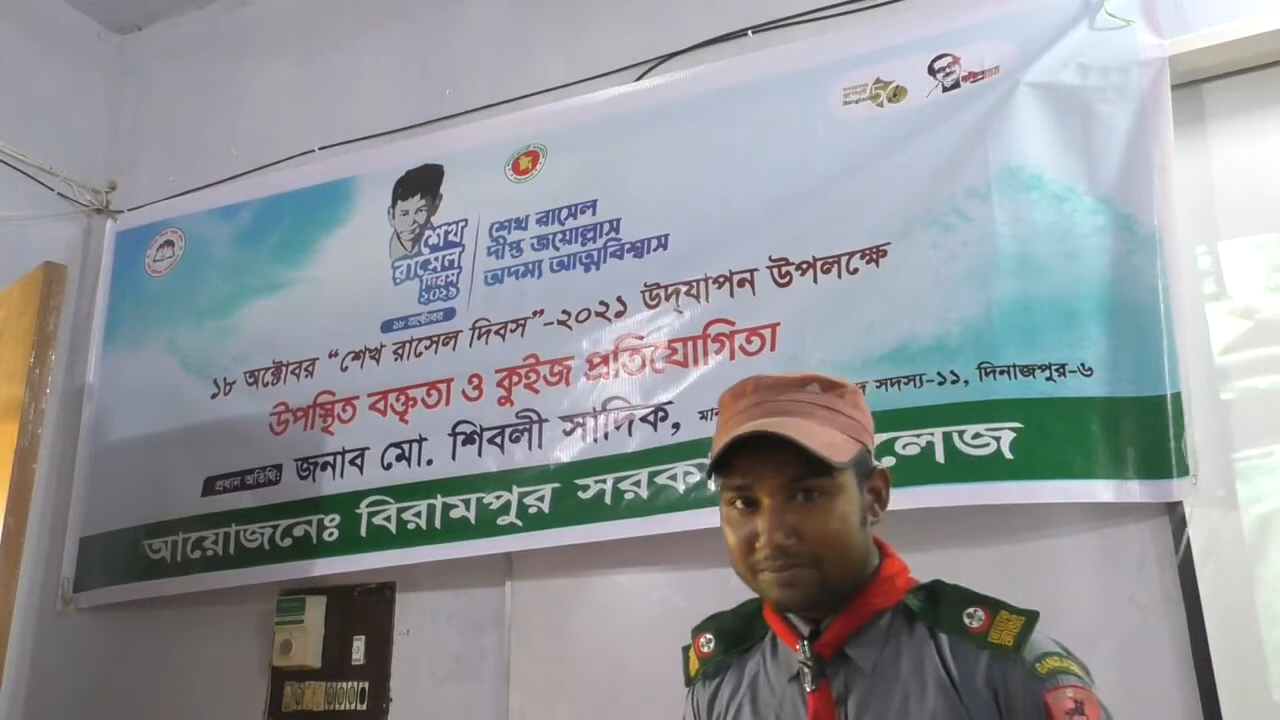 শেখ
রাসেল
দিবস
২০২১
১৮ অক্টোবর
শেখ রাসেল
দীপ্ত জয়োল্লাস
অদম্য আত্মবিশ্বাস
১৮ অক্টোবর “শেখ রাসেল দিবস”-২০২১ উদ্‌যাপন উপলক্ষে
উপস্থিত বক্তৃতা ও কুইজ প্রতিযোগিতা
প্রধান অতিথি: জনাব মো. শিবলী সাদিক, সদস্য-১১, দিনাজপুর-৬
আয়োজনেঃ বিরামপুর